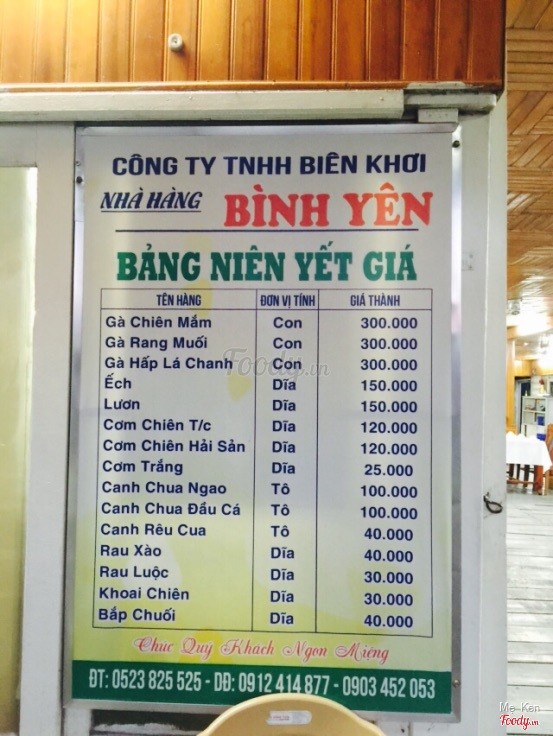 CÔNG TY TNHH BIÊN KHƠI
NHÀ HÀNG BÌNH YÊN
BẢNG NIÊN YẾT GIÁ
TÊN HÀNG ĐƠN VỊ TÍNH GIÁ THÀNH
Gà Chiên Mắm Con 300.000
Gà Rang Muối Con 300.000
Gà Hấp Lá Chanh Con 300.000
Ếch Dĩa 150.000
Lươn Dĩa 150.000
Cơm Chiên T/c Dĩa 120.000
Cơm Chiên Hải Sản Dĩa 120.000
Cơm Trắng Dĩa 25.000
Canh Chua Ngao Tô 100.000
Canh Chua Đầu Cá Tô 100.000
Canh Rêu Cua Tô 40.000
Rau Xào Dĩa 40.000
Rau Luộc Dĩa 30.000
Khoai Chiên Dĩa 30.000
Bắp Chuối Dĩa 40.000
Chúc Quý Khách Ngon Miệng
ĐT: 0523 825 525 - DĐ: 0912 414 877 - 0903 452 053
Foody.vn
Me Ken
Foody.vn